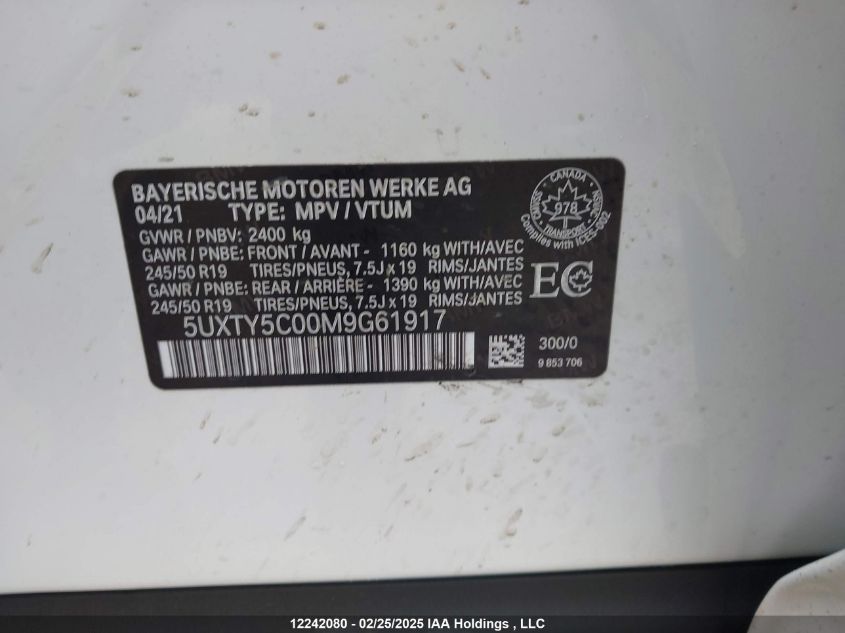 BAYERISCHE MOTOREN WERKE AG
04/21 TYPE: MPV / VTUM
GVWR / PNBV: 2400 kg
GAWR / PNBE: FRONT / AVANT - 1160 kg WITH/AVEC
245/50 R19 TIRES/PNEUS, 7.5J x 19 RIMS/JANTES
GAWR / PNBE: REAR / ARRIÈRE - 1390 kg WITH/AVEC
245/50 R19 TIRES/PNEUS, 7.5J x 19 RIMS/JANTES
5UXTY5C00M9G61917
CANADA
978
TRANSPORT
CMVSS
NSVAC
Complies with ICES-002
EC
300/0
9 853 706
12242080 - 02/25/2025 IAA Holdings , LLC